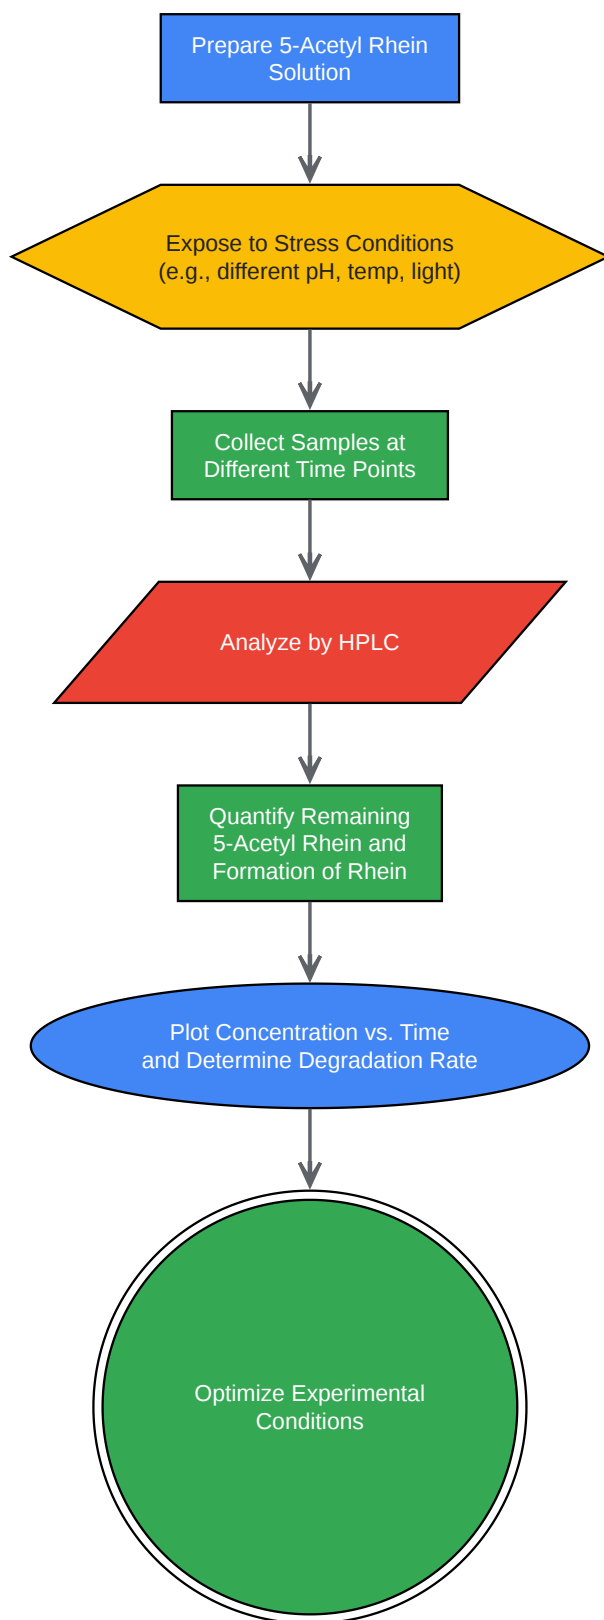 Prepare 5-Acetyl Rhein
Solution
Expose to Stress Conditions
(e.g., different pH, temp, light)
Collect Samples at
Different Time Points
Analyze by HPLC
Quantify Remaining
5-Acetyl Rhein and
Formation of Rhein
Plot Concentration vs. Time
and Determine Degradation Rate
Optimize Experimental
Conditions